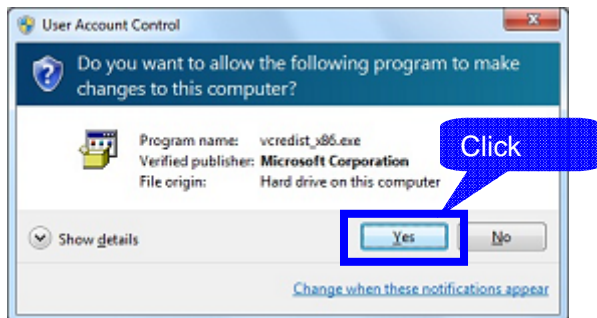 User Account Control
Do you want to allow the following program to make
changes to this computer?
Program name: vcredist_x86.exe
Verified publisher: Microsoft Corporation
File origin: Hard drive on this computer
Click
Show details
Yes
No
Change when these notifications appear